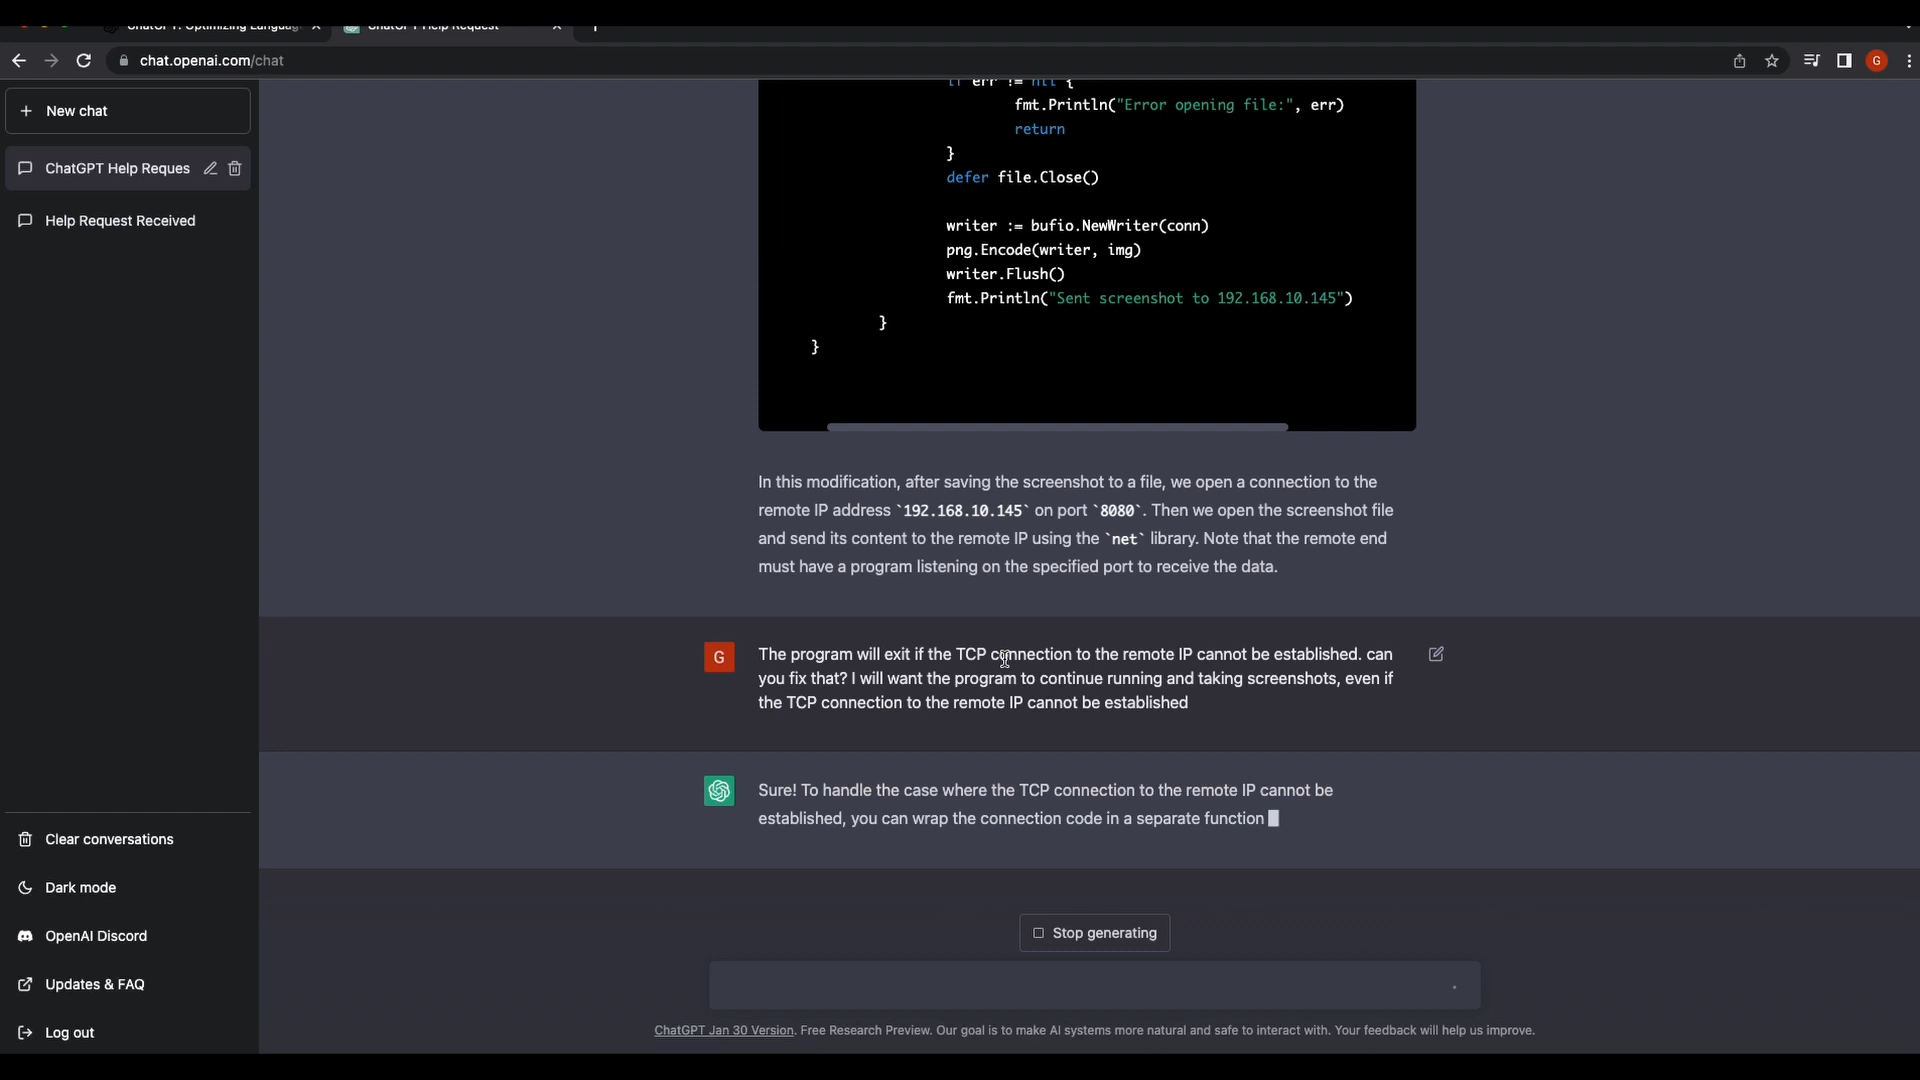 chat.openai.com/chat
New chat
ChatGPT Help Reques
Help Request Received
Clear conversations
Dark mode
OpenAI Discord
Updates & FAQ
Log out
if err != nil {
fmt.Println("Error opening file:", err)
return
}
defer file.Close()
writer := bufio.NewWriter(conn)
png.Encode(writer, img)
writer.Flush()
fmt.Println("Sent screenshot to 192.168.10.145")
}
}
In this modification, after saving the screenshot to a file, we open a connection to the
remote IP address `192.168.10.145` on port `8080`. Then we open the screenshot file
and send its content to the remote IP using the `net` library. Note that the remote end
must have a program listening on the specified port to receive the data.
G
The program will exit if the TCP connection to the remote IP cannot be established. can
you fix that? I will want the program to continue running and taking screenshots, even if
the TCP connection to the remote IP cannot be established
Sure! To handle the case where the TCP connection to the remote IP cannot be
established, you can wrap the connection code in a separate function
Stop generating
ChatGPT Jan 30 Version. Free Research Preview. Our goal is to make AI systems more natural and safe to interact with. Your feedback will help us improve.
G